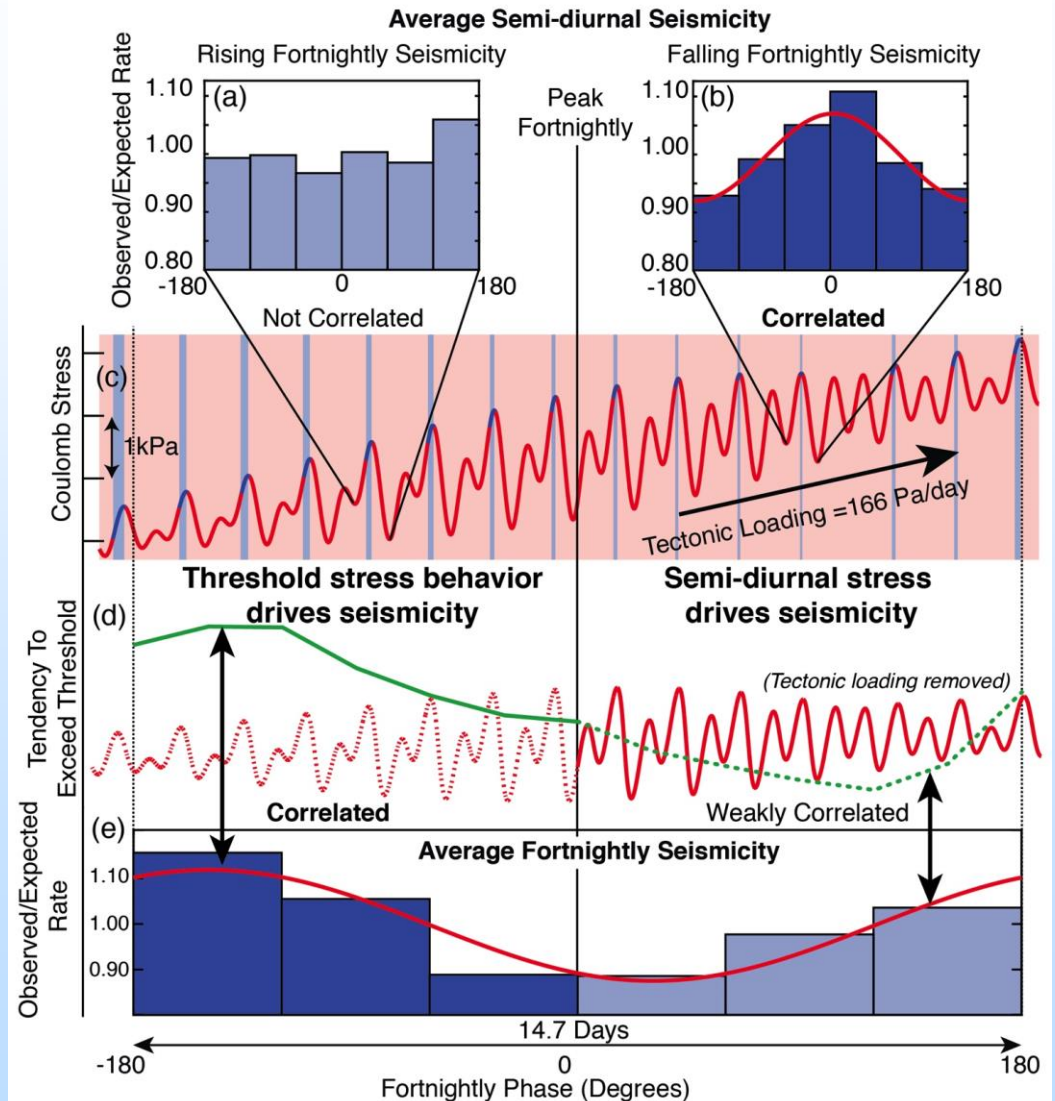 Average Semi-diurnal Seismicity
Rising Fortnightly Seismicity
Falling Fortnightly Seismicity
Observed/Expected Rate
1.10
1.00
0.90
0.80
(a)
-180
0
180
Not Correlated
Peak
Fortnightly
1.10
1.00
0.90
0.80
(b)
-180
0
180
Correlated
Coulomb Stress
(c)
1kPa
Tectonic Loading =166 Pa/day
Threshold stress behavior
drives seismicity
Semi-diurnal stress
drives seismicity
(d)
Tendency To
Exceed Threshold
(Tectonic loading removed)
Correlated
Weakly Correlated
(e)
Average Fortnightly Seismicity
Observed/Expected
Rate
1.10
1.00
0.90
14.7 Days
-180
0
180
Fortnightly Phase (Degrees)